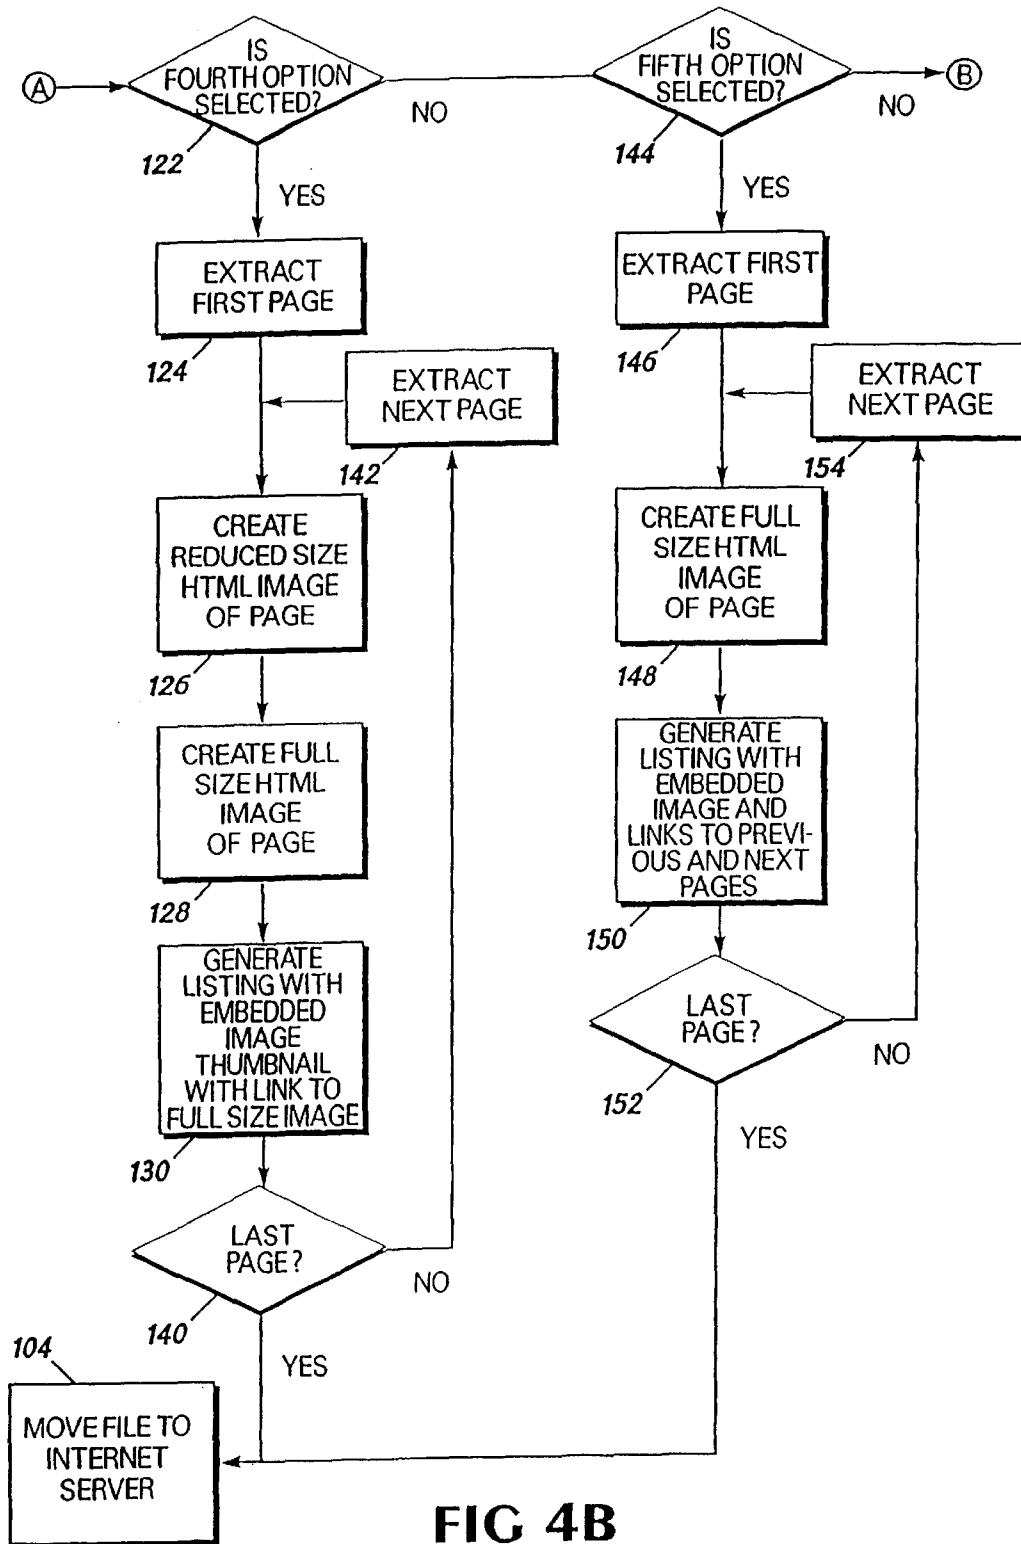 A
IS
FOURTH OPTION
SELECTED?
NO
122
YES
IS
FIFTH OPTION
SELECTED?
NO
144
YES
B
EXTRACT
FIRST PAGE
124
EXTRACT
NEXT PAGE
142
CREATE
REDUCED SIZE
HTML IMAGE
OF PAGE
126
CREATE FULL
SIZE HTML
IMAGE
OF PAGE
128
GENERATE
LISTING WITH
EMBEDDED
IMAGE
THUMBNAIL
WITH LINK TO
FULL SIZE IMAGE
130
LAST
PAGE?
NO
140
YES
EXTRACT FIRST
PAGE
146
EXTRACT
NEXT PAGE
154
CREATE FULL
SIZE HTML
IMAGE
OF PAGE
148
GENERATE
LISTING WITH
EMBEDDED
IMAGE AND
LINKS TO PREVI-
OUS AND NEXT
PAGES
150
LAST
PAGE?
NO
152
YES
104
MOVE FILE TO
INTERNET
SERVER
FIG 4B